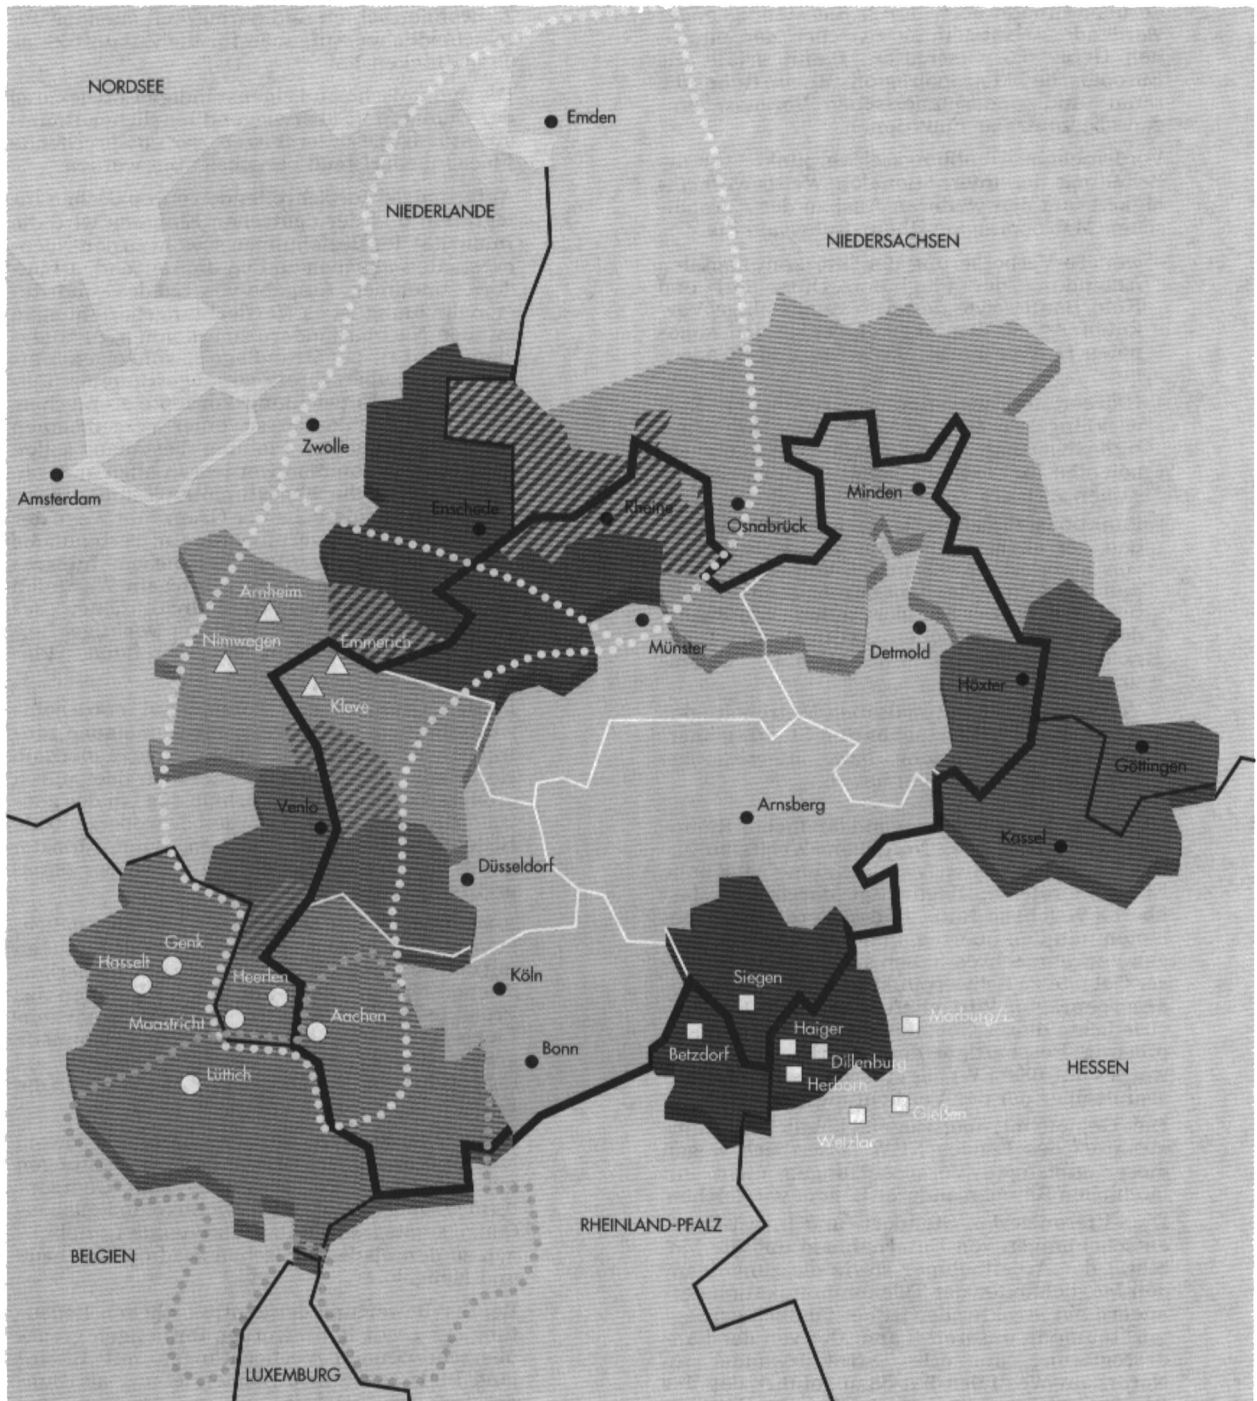 NORDSEE
Emden
NIEDERLANDE
NIEDERSACHSEN
Zwolle
Amsterdam
Enschede
Rheine
Osnabrück
Minden
Arnheim
Nimwegen
Emmerich
Kleve
Münster
Detmold
Höxter
Göttingen
Kassel
Venlo
Arnsberg
Düsseldorf
Genk
Hasselt
Heerlen
Maastricht
Aachen
Lüttich
Köln
Bonn
Siegen
Betzdorf
Haiger
Dillenburg
Herborn
Marburg/L.
Gießen
Wetzlar
HESSEN
RHEINLAND-PFALZ
BELGIEN
LUXEMBURG